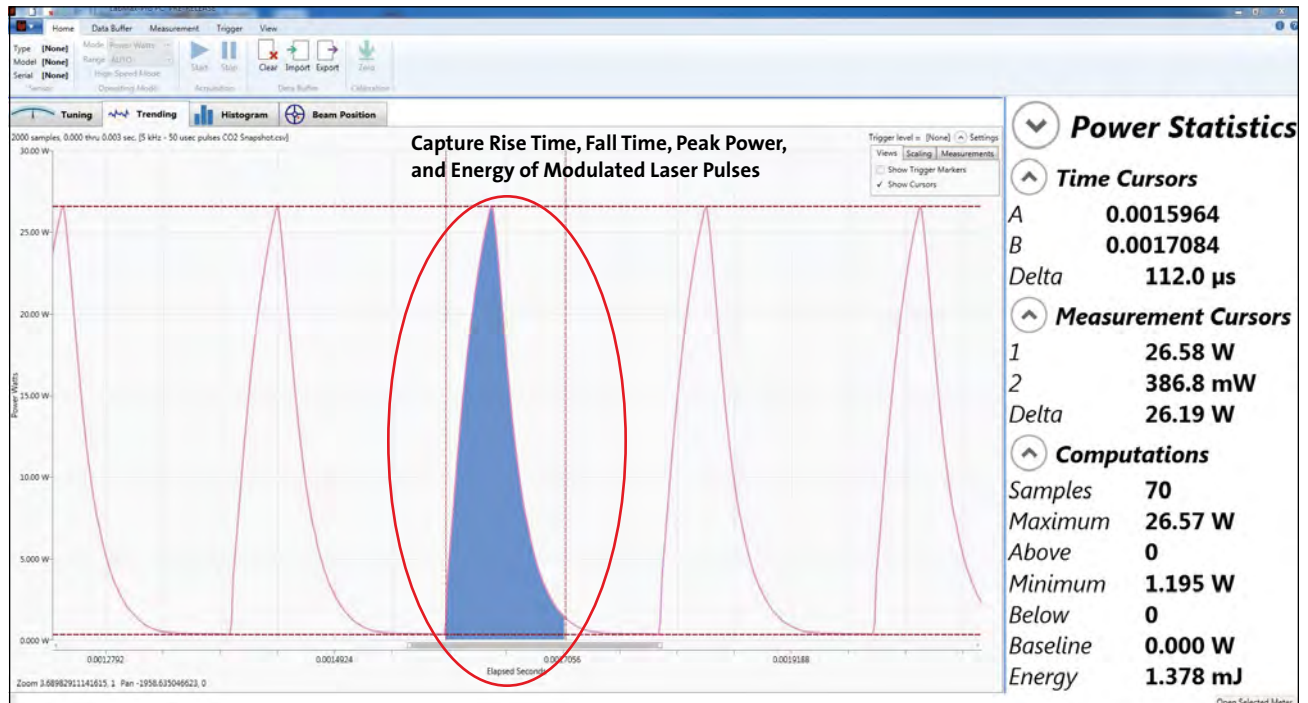 LabMax-Pro PC PRE-RELEASE
Home Data Buffer Measurement Trigger View
Type [None] Mode Power Watts
Model [None] Range AUTO
Serial [None] High Speed Mode
Start Stop Clear Import Export Zero
Sensor Operating Mode Acquisition Data Buffer Calibration
Tuning Trending Histogram Beam Position
2000 samples, 0.000 thru 0.003 sec, [5 kHz - 50 usec pulses CO2 Snapshot.csv]
Trigger level = [None] Settings
Views Scaling Measurements
Show Trigger Markers
✓ Show Cursors
Capture Rise Time, Fall Time, Peak Power,
and Energy of Modulated Laser Pulses
30.00 W
25.00 W
20.00 W
15.00 W
10.00 W
5.000 W
0.000 W
Power Watts
0.0012792 0.0014924 0.0017056 0.0019188
Elapsed Seconds
Zoom 3.68982911141615, 1 Pan -1958.635046623, 0
Power Statistics
Time Cursors
A 0.0015964
B 0.0017084
Delta 112.0 µs
Measurement Cursors
1 26.58 W
2 386.8 mW
Delta 26.19 W
Computations
Samples 70
Maximum 26.57 W
Above 0
Minimum 1.195 W
Below 0
Baseline 0.000 W
Energy 1.378 mJ
Open Selected Meter